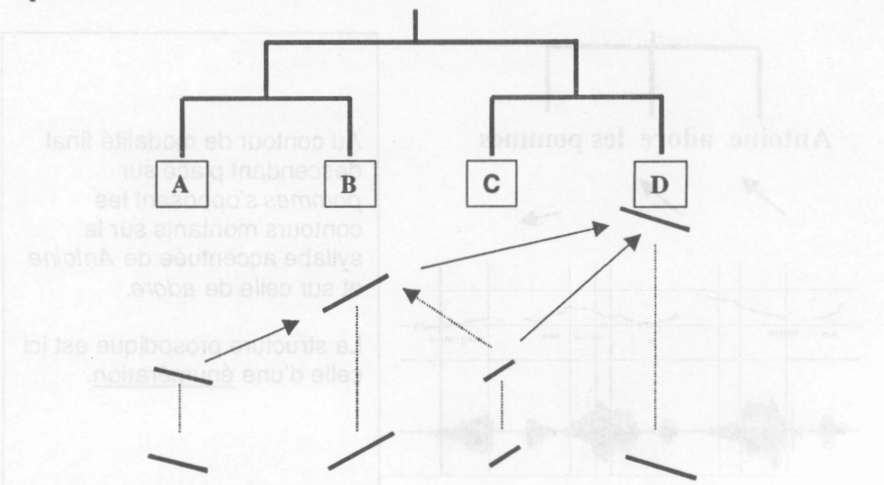 A B C D
Antoine adore les pommes
Au contour de modalité final
descendant placé sur
pommes s'opposent les
contours montants sur la
syllabe accentuée de Antoine
et sur celle de adore.
La structure prosodique est ici
celle d'une énumération.